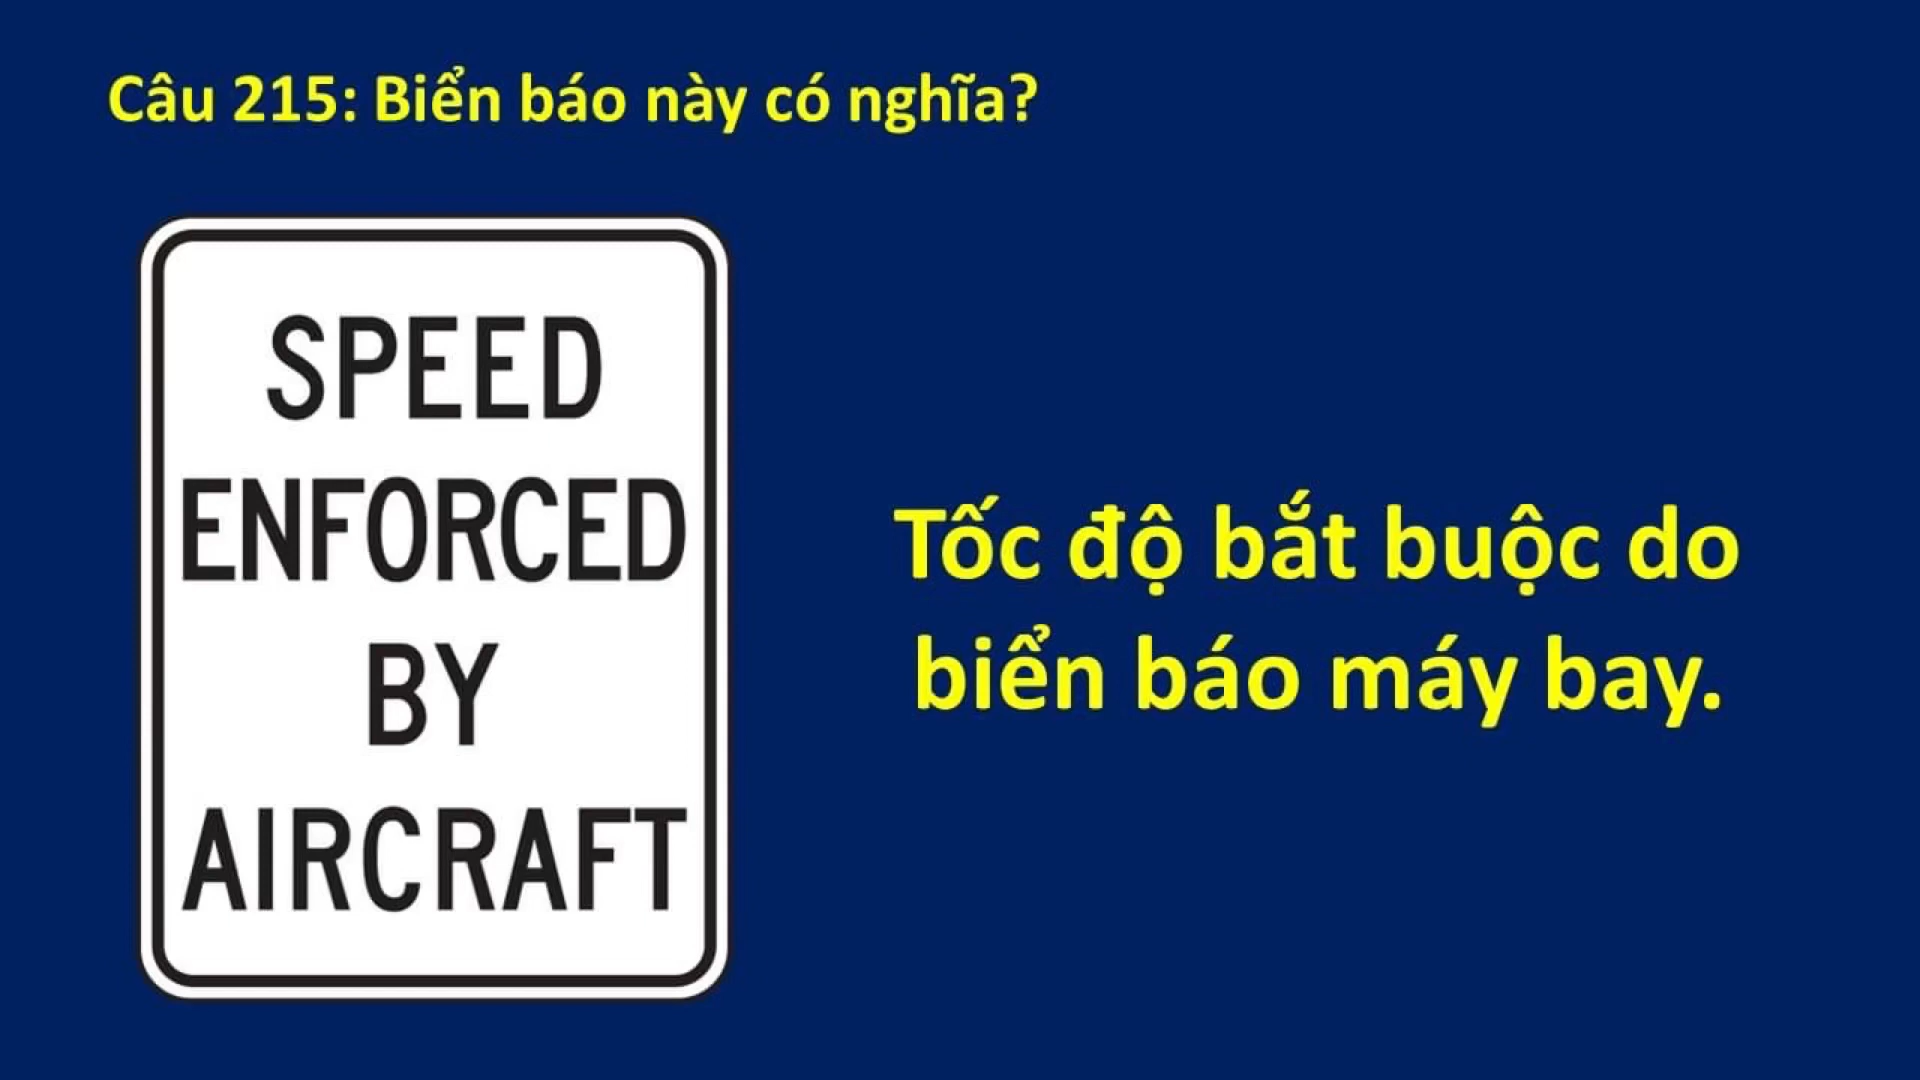 Câu 215: Biển báo này có nghĩa?
SPEED
ENFORCED
BY
AIRCRAFT
Tốc độ bắt buộc do
biển báo máy bay.